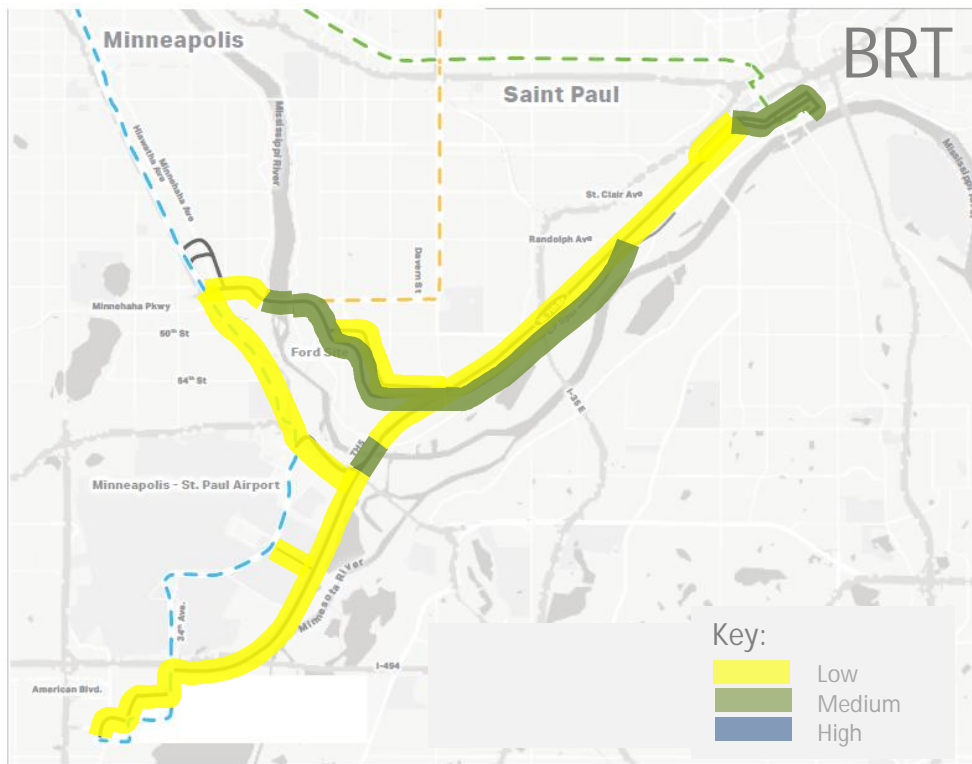 BRT
Minneapolis
Saint Paul
Mississippi River
Hiawatha Ave
Minnehaha Ave
St. Clair Ave
Randolph Ave
Davern St
Minnehaha Pkwy
50th St
Ford Site
54th St
I-35E
TH5
Minneapolis - St. Paul Airport
Minnesota River
34th Ave.
I-494
American Blvd.
Key:
Low
Medium
High